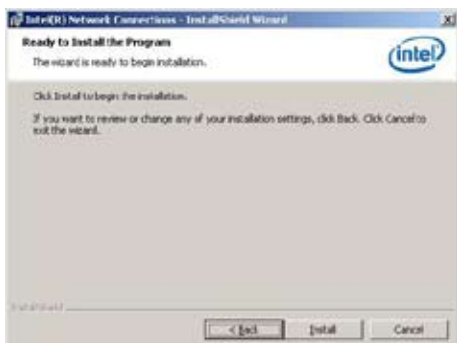 Intel(R) Network Connections - InstallShield Wizard
Ready to Install the Program
The wizard is ready to begin installation.
intel
Click Install to begin the installation.
If you want to review or change any of your installation settings, click Back. Click Cancel to
exit the wizard.
InstallShield
< Back
Install
Cancel